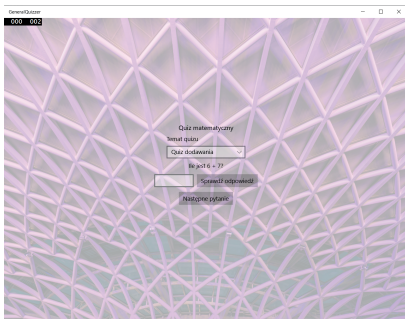 GeneralQuizzer
000 002
Quiz matematyczny
Temat quizu
Quiz dodawania
Ile jest 6 + 7?
Sprawdź odpowiedź
Następne pytanie